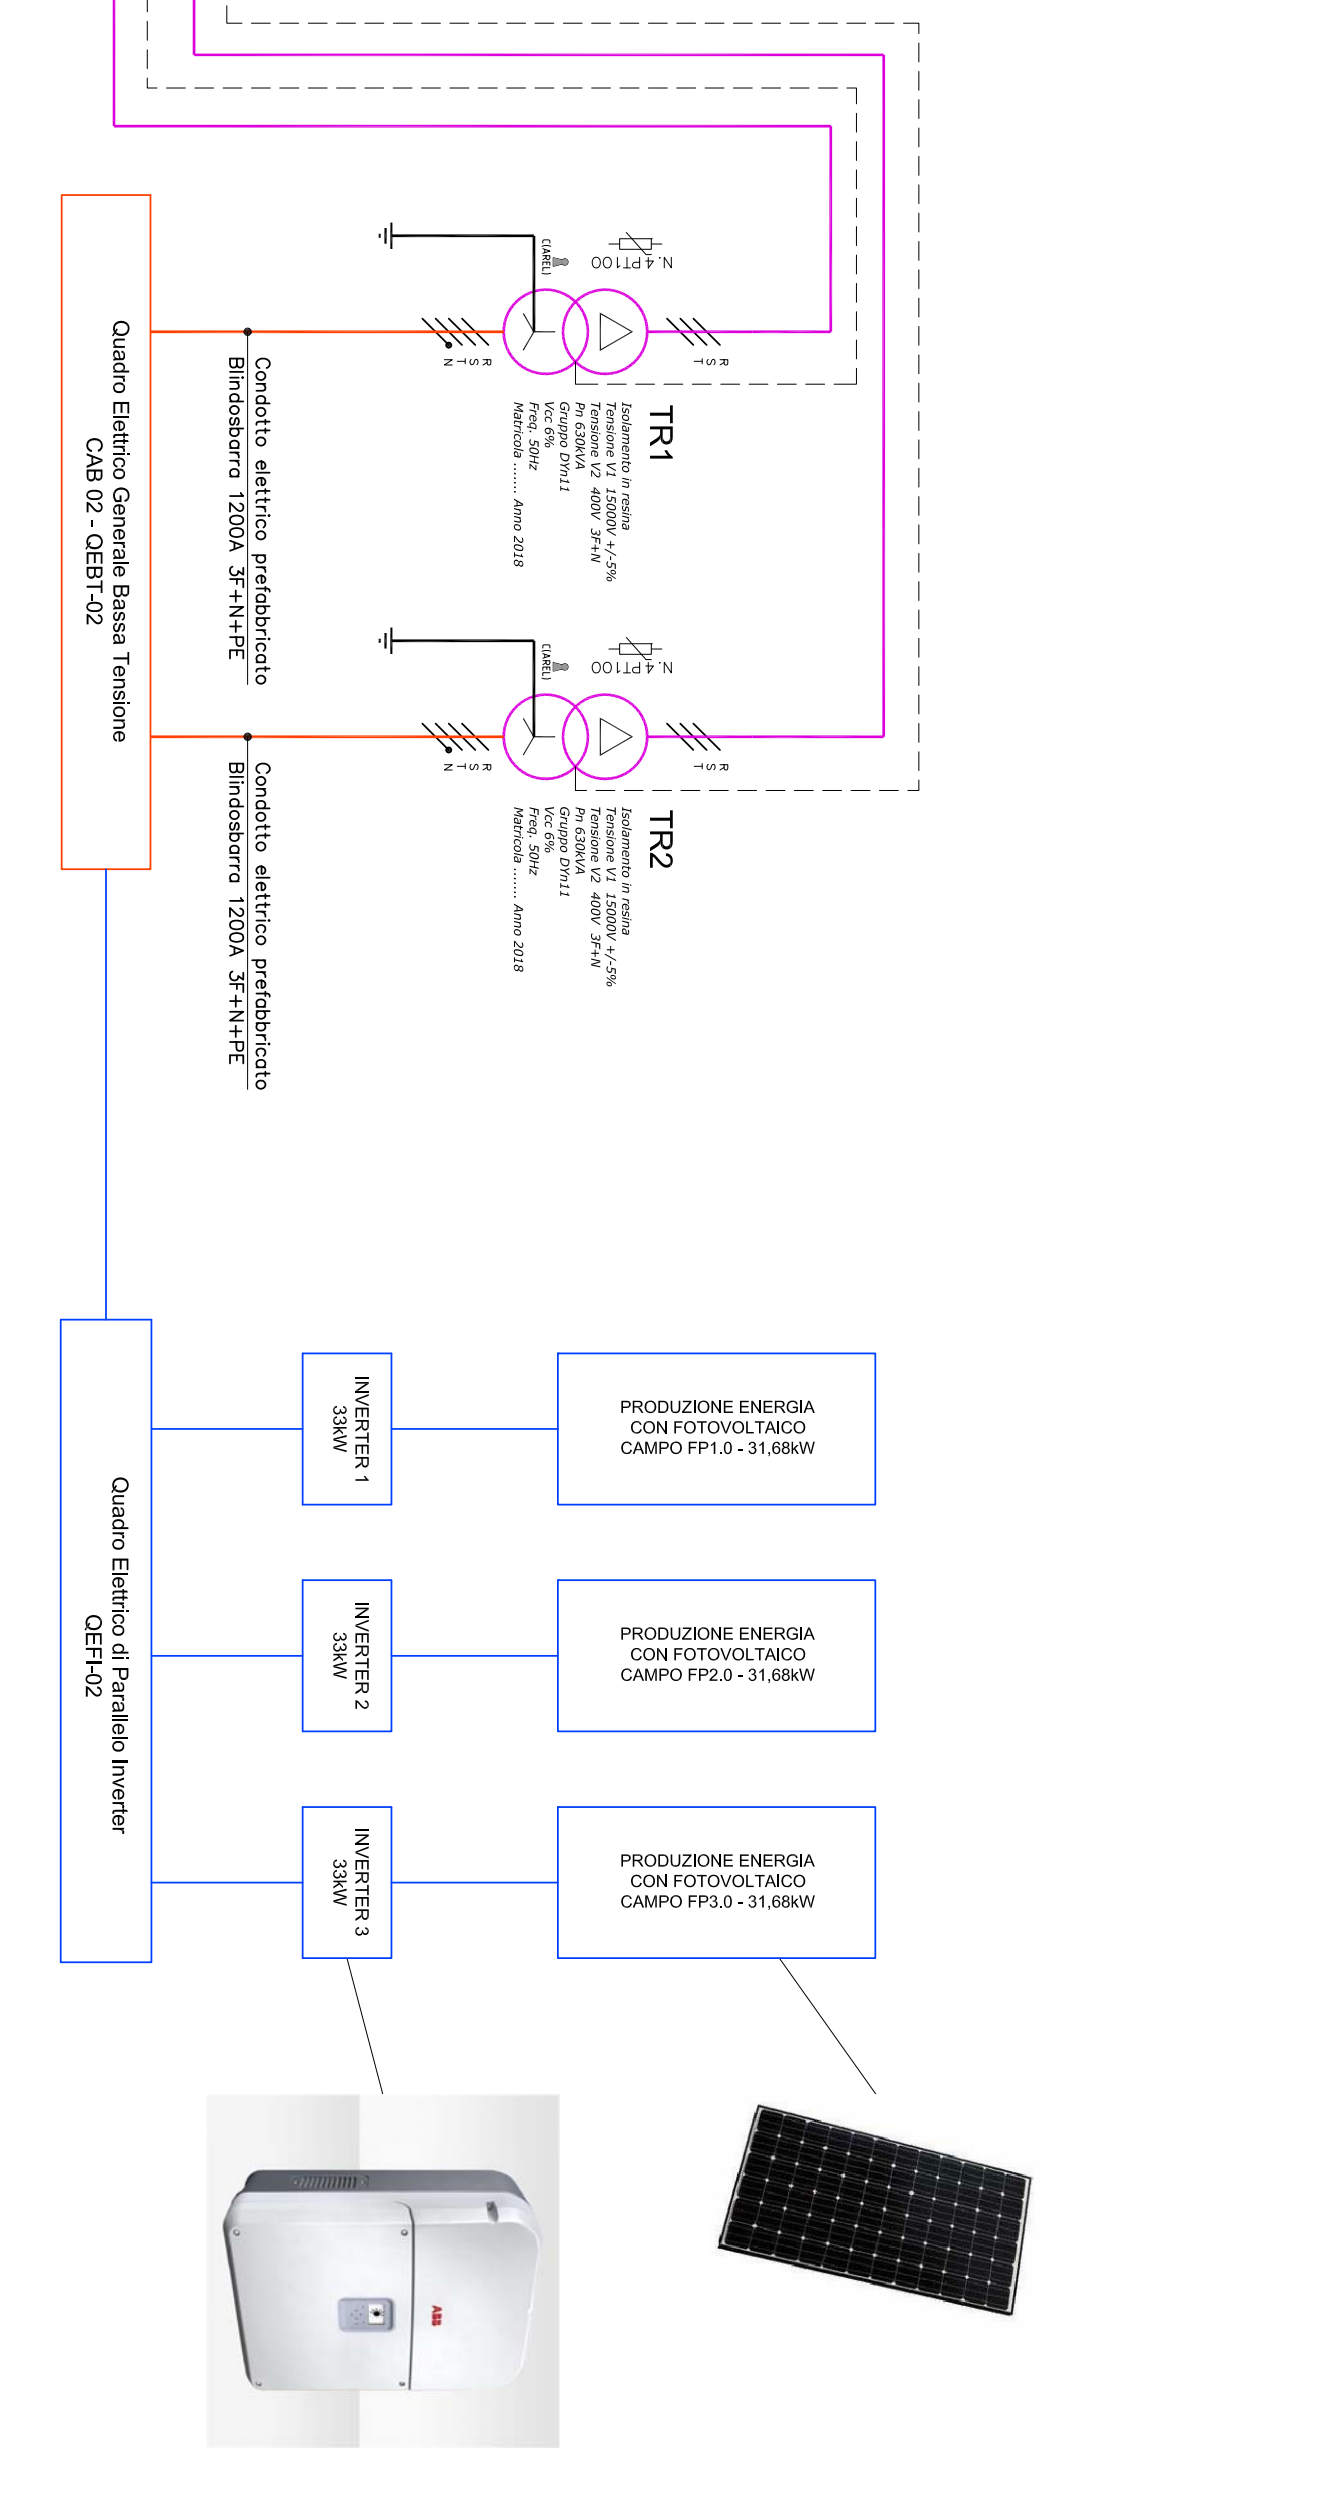 C(AREL)
N.4PT100
R
S
T
N
R
S
T
TR1
Isolamento in resina
Tensione V1 15000V +/-5%
Tensione V2 400V 3F+N
Pn 630kVA
Gruppo DYn11
Vcc 6%
Freq. 50Hz
Matricola ....... Anno 2018
Condotto elettrico prefabbricato
Blindosbarra 1200A 3F+N+PE
Quadro Elettrico Generale Bassa Tensione
CAB 02 - QEBT-02
C(AREL)
N.4PT100
R
S
T
N
R
S
T
TR2
Isolamento in resina
Tensione V1 15000V +/-5%
Tensione V2 400V 3F+N
Pn 630kVA
Gruppo DYn11
Vcc 6%
Freq. 50Hz
Matricola ....... Anno 2018
Condotto elettrico prefabbricato
Blindosbarra 1200A 3F+N+PE
Quadro Elettrico di Parallelo Inverter
QEFI-02
INVERTER 1
33kW
PRODUZIONE ENERGIA
CON FOTOVOLTAICO
CAMPO FP1.0 - 31,68kW
INVERTER 2
33kW
PRODUZIONE ENERGIA
CON FOTOVOLTAICO
CAMPO FP2.0 - 31,68kW
INVERTER 3
33kW
PRODUZIONE ENERGIA
CON FOTOVOLTAICO
CAMPO FP3.0 - 31,68kW
ABB